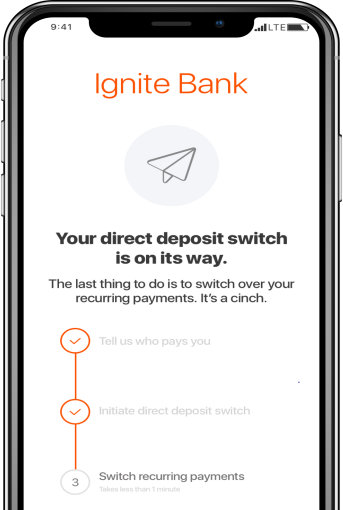 9:41
LTE
Ignite Bank
Your direct deposit switch
is on its way.
The last thing to do is to switch over your
recurring payments. It's a cinch.
Tell us who pays you
Initiate direct deposit switch
3
Switch recurring payments
Takes less than 1 minute